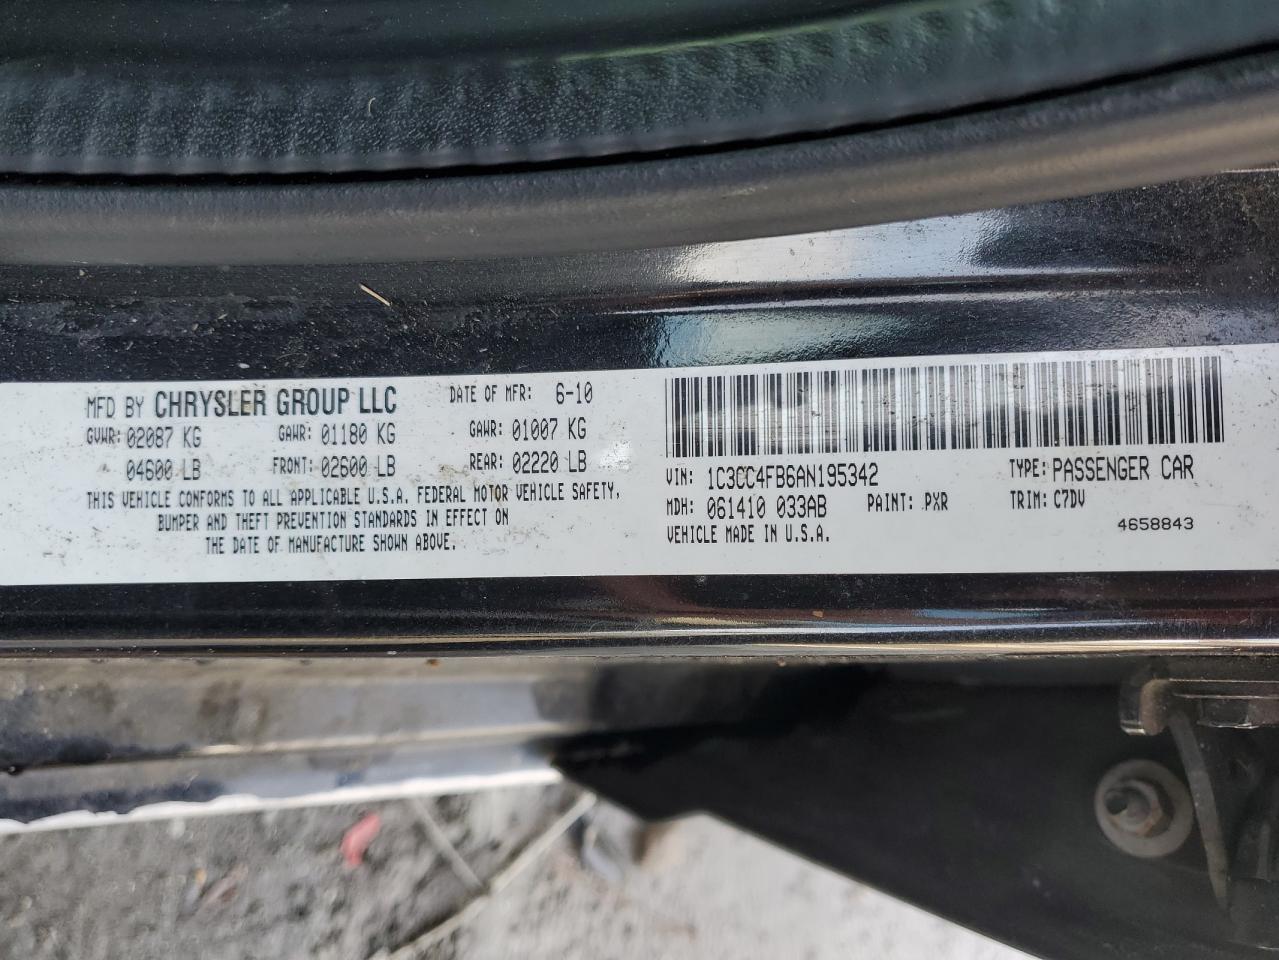 MFD BY CHRYSLER GROUP LLC DATE OF MFR: 6-10
GVWR: 02087 KG GAWR: 01180 KG GAWR: 01007 KG
04600 LB FRONT: 02600 LB REAR: 02220 LB
THIS VEHICLE CONFORMS TO ALL APPLICABLE U.S.A. FEDERAL MOTOR VEHICLE SAFETY,
BUMPER AND THEFT PREVENTION STANDARDS IN EFFECT ON
THE DATE OF MANUFACTURE SHOWN ABOVE.
VIN: 1C3CC4FB6AN195342 TYPE: PASSENGER CAR
MDH: 061410 033AB PAINT: PXR TRIM: C7DV
VEHICLE MADE IN U.S.A. 4658843